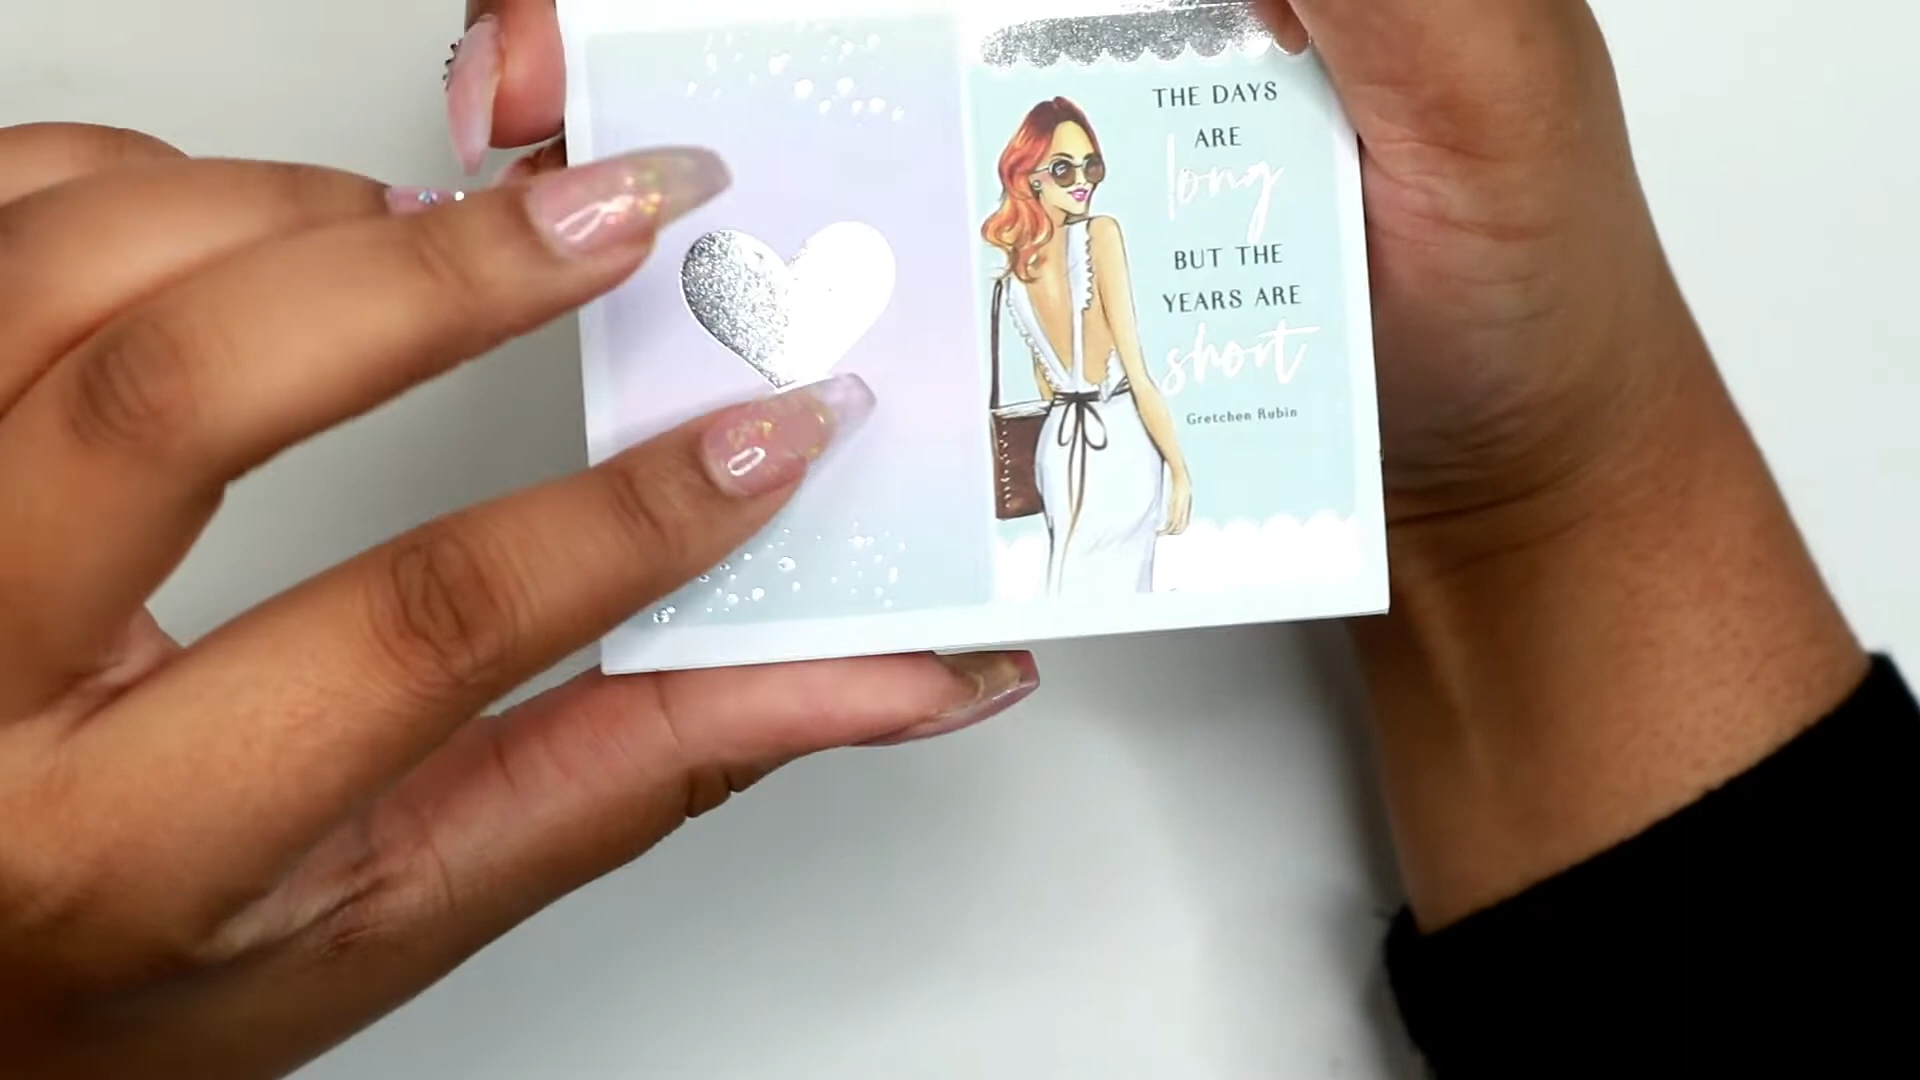 THE DAYS
ARE
long
BUT THE
YEARS ARE
short
Gretchen Rubin